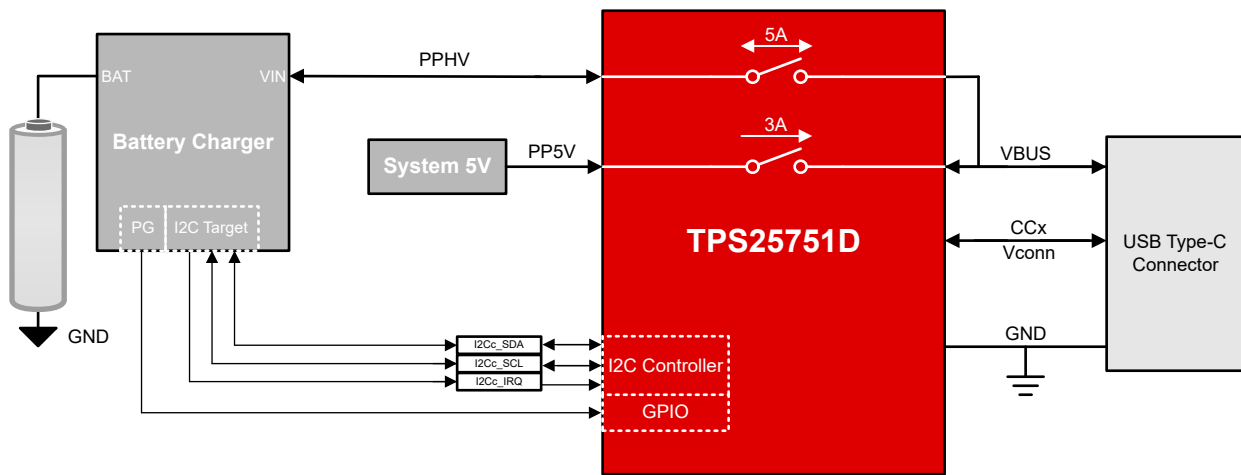 5A
PPHV
BAT
VIN
Battery Charger
3A
PP5V
System 5V
VBUS
PG
I2C Target
TPS25751D
CCx
Vconn
USB Type-C
Connector
GND
GND
I2Cc_SDA
I2Cc_SCL
I2Cc_IRQ
I2C Controller
GPIO